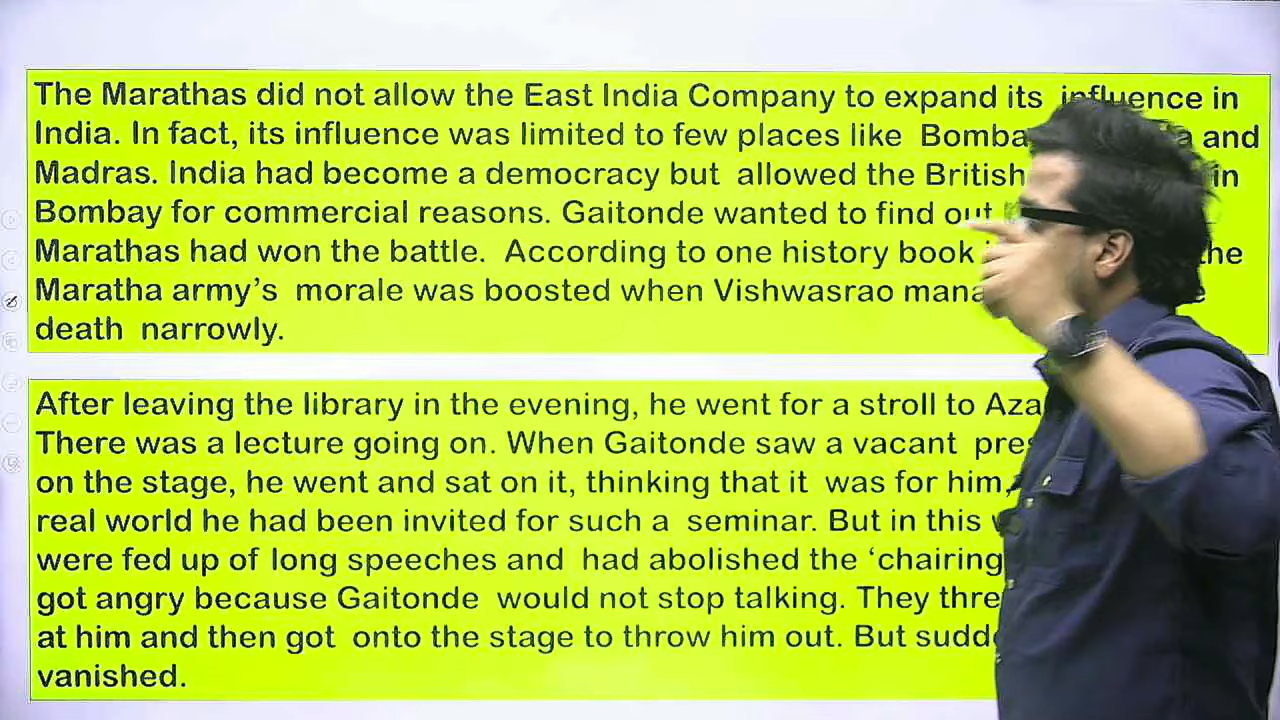 The Marathas did not allow the East India Company to expand its influence in
India. In fact, its influence was limited to few places like and
Madras. India had become a democracy but allowed the British in
Bombay for commercial reasons. Gaitonde wanted to find out
Marathas had won the battle. According to one history book the
Maratha army's morale was boosted when Vishwasrao
death narrowly.
After leaving the library in the evening, he went for a stroll to
There was a lecture going on. When Gaitonde saw a vacant
on the stage, he went and sat on it, thinking that it was for him,
real world he had been invited for such a seminar. But in this
were fed up of long speeches and had abolished the ‘chairing
got angry because Gaitonde would not stop talking. They
at him and then got onto the stage to throw him out. But
vanished.